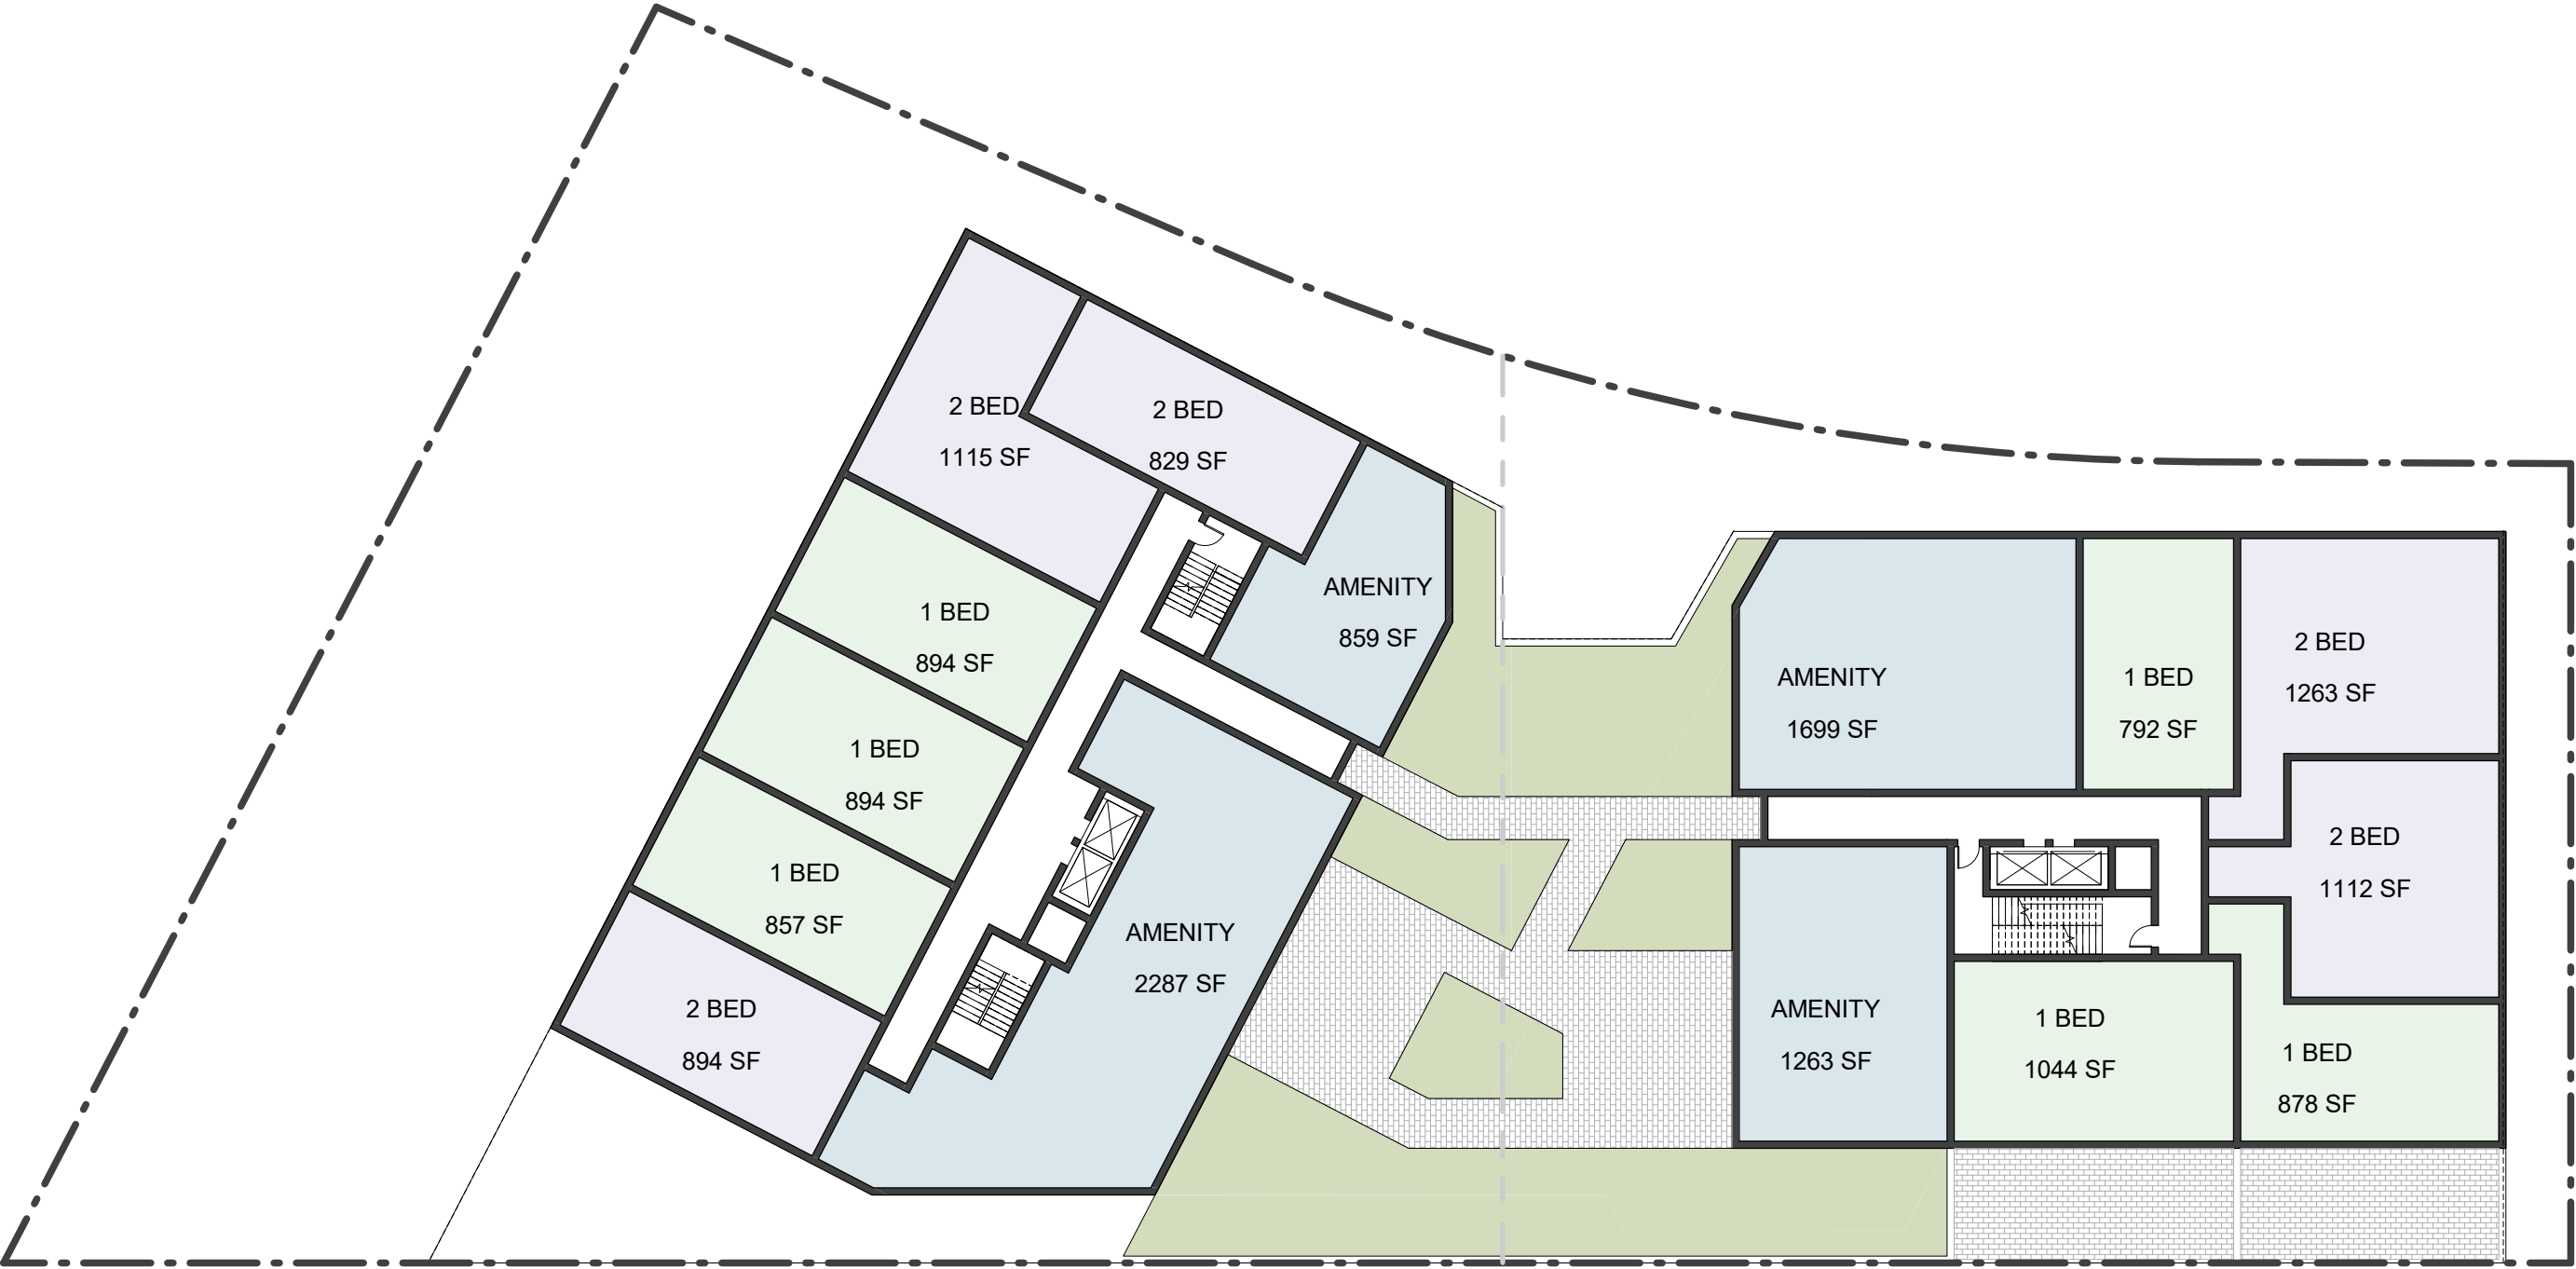 2 BED
1115 SF
2 BED
829 SF
AMENITY
859 SF
1 BED
894 SF
1 BED
894 SF
1 BED
857 SF
2 BED
894 SF
AMENITY
2287 SF
AMENITY
1699 SF
1 BED
792 SF
2 BED
1263 SF
2 BED
1112 SF
AMENITY
1263 SF
1 BED
1044 SF
1 BED
878 SF